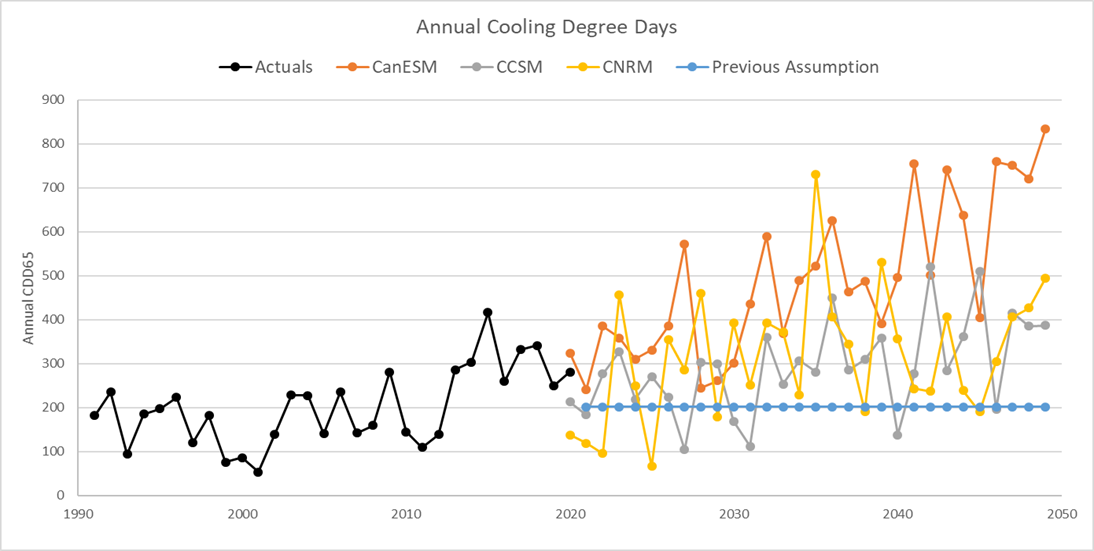 Annual Cooling Degree Days
Actuals CanESM CCSM CNRM Previous Assumption
Annual CDD65
900
800
700
600
500
400
300
200
100
0
1990 2000 2010 2020 2030 2040 2050